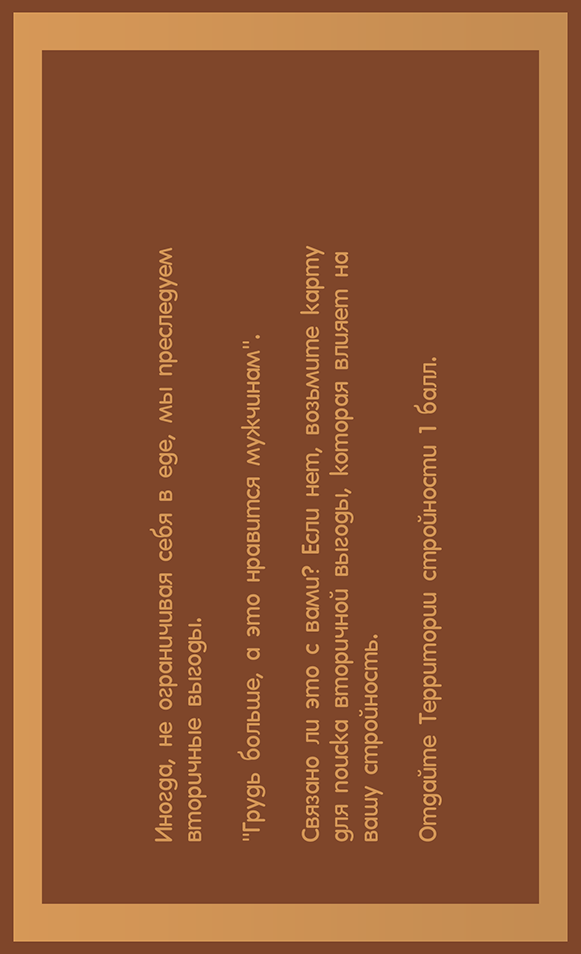 Иногда, не ограничивая себя в еде, мы преследуем
вторичные выгоды.
"Грудь больше, а это нравится мужчинам".
Связано ли это с вами? Если нет, возьмите карту
для поиска вторичной выгоды, которая влияет на
вашу стройность.
Отдайте Территории стройности 1 балл.